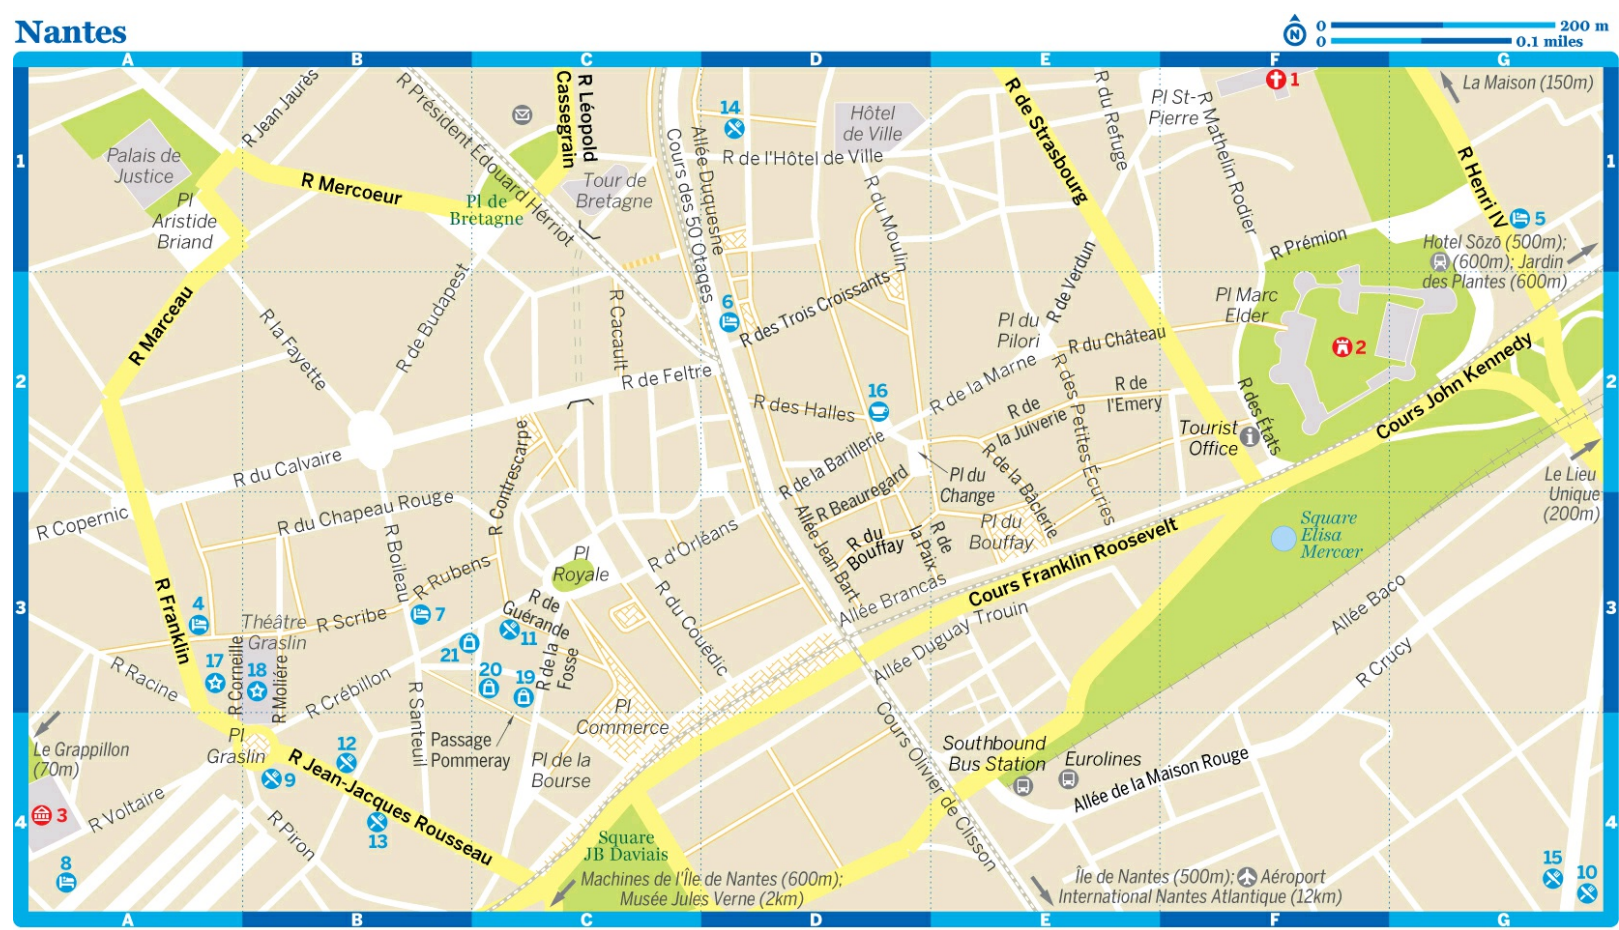 Nantes
0 200 m
0 0.1 miles
N
A B C D E F G
1
R Jean Jaurès
R Président Édouard Hérriot
R Léopold
Cassegrain
14
Hôtel
de Ville
R de Strasbourg
R du Refuge
Pl St-
Pierre
R Mathelin Rodier
1
La Maison (150m)
1
Palais de
Justice
R Mercoeur
Pl de
Bretagne
Tour de
Bretagne
Cours des 50 Otages
Allée Duquesne
R de l'Hôtel de Ville
R du Moulin
R Henri IV
5
Pl
Aristide
Briand
R Prémion
Hotel Sōzō (500m);
(600m); Jardin
des Plantes (600m)
2
R Marceau
R la Fayette
R de Budapest
R Cacault
6
R des Trois Croissants
R de Verdun
Pl du
Pilori
R du Château
Pl Marc
Elder
2
Cours John Kennedy
2
R de Feltre
R des Halles
16
R de la Marne
R de
l'Emery
R de
la Juiverie
R des Petites Écuries
R des États
Tourist
Office
R du Calvaire
R Contrescarpe
R de la Barillerie
R Beauregard
Pl du
Change
R de la Bâclerie
Le Lieu
Unique
(200m)
R Copernic
R du Chapeau Rouge
R Boileau
Pl
Royale
R d'Orléans
Allée Jean Bart
R du
Bouffay
R de
la Paix
Pl du
Bouffay
Cours Franklin Roosevelt
Square
Elisa
Mercœr
3
R Franklin
4
Théâtre
Graslin
R Scribe
R Rubens
7
R de
Guérande
11
R du Couëdic
Allée Brancas
Allée Duguay Trouin
Allée Baco
R Crucy
3
R Racine
17
18
R Corneille
R Molière
R Crébillon
21
20
19
R de la
Fosse
R Santeuil
Pl
Commerce
Le Grappillon
(70m)
Pl
Graslin
12
9
Passage
Pommeray
Pl de la
Bourse
Cours Olivier de Clisson
Southbound
Bus Station
Eurolines
Allée de la Maison Rouge
4
3
R Voltaire
R Piron
R Jean-Jacques Rousseau
13
Square
JB Daviais
4
8
Machines de l'Île de Nantes (600m);
Musée Jules Verne (2km)
Île de Nantes (500m); Aéroport
International Nantes Atlantique (12km)
15
10
A B C D E F G